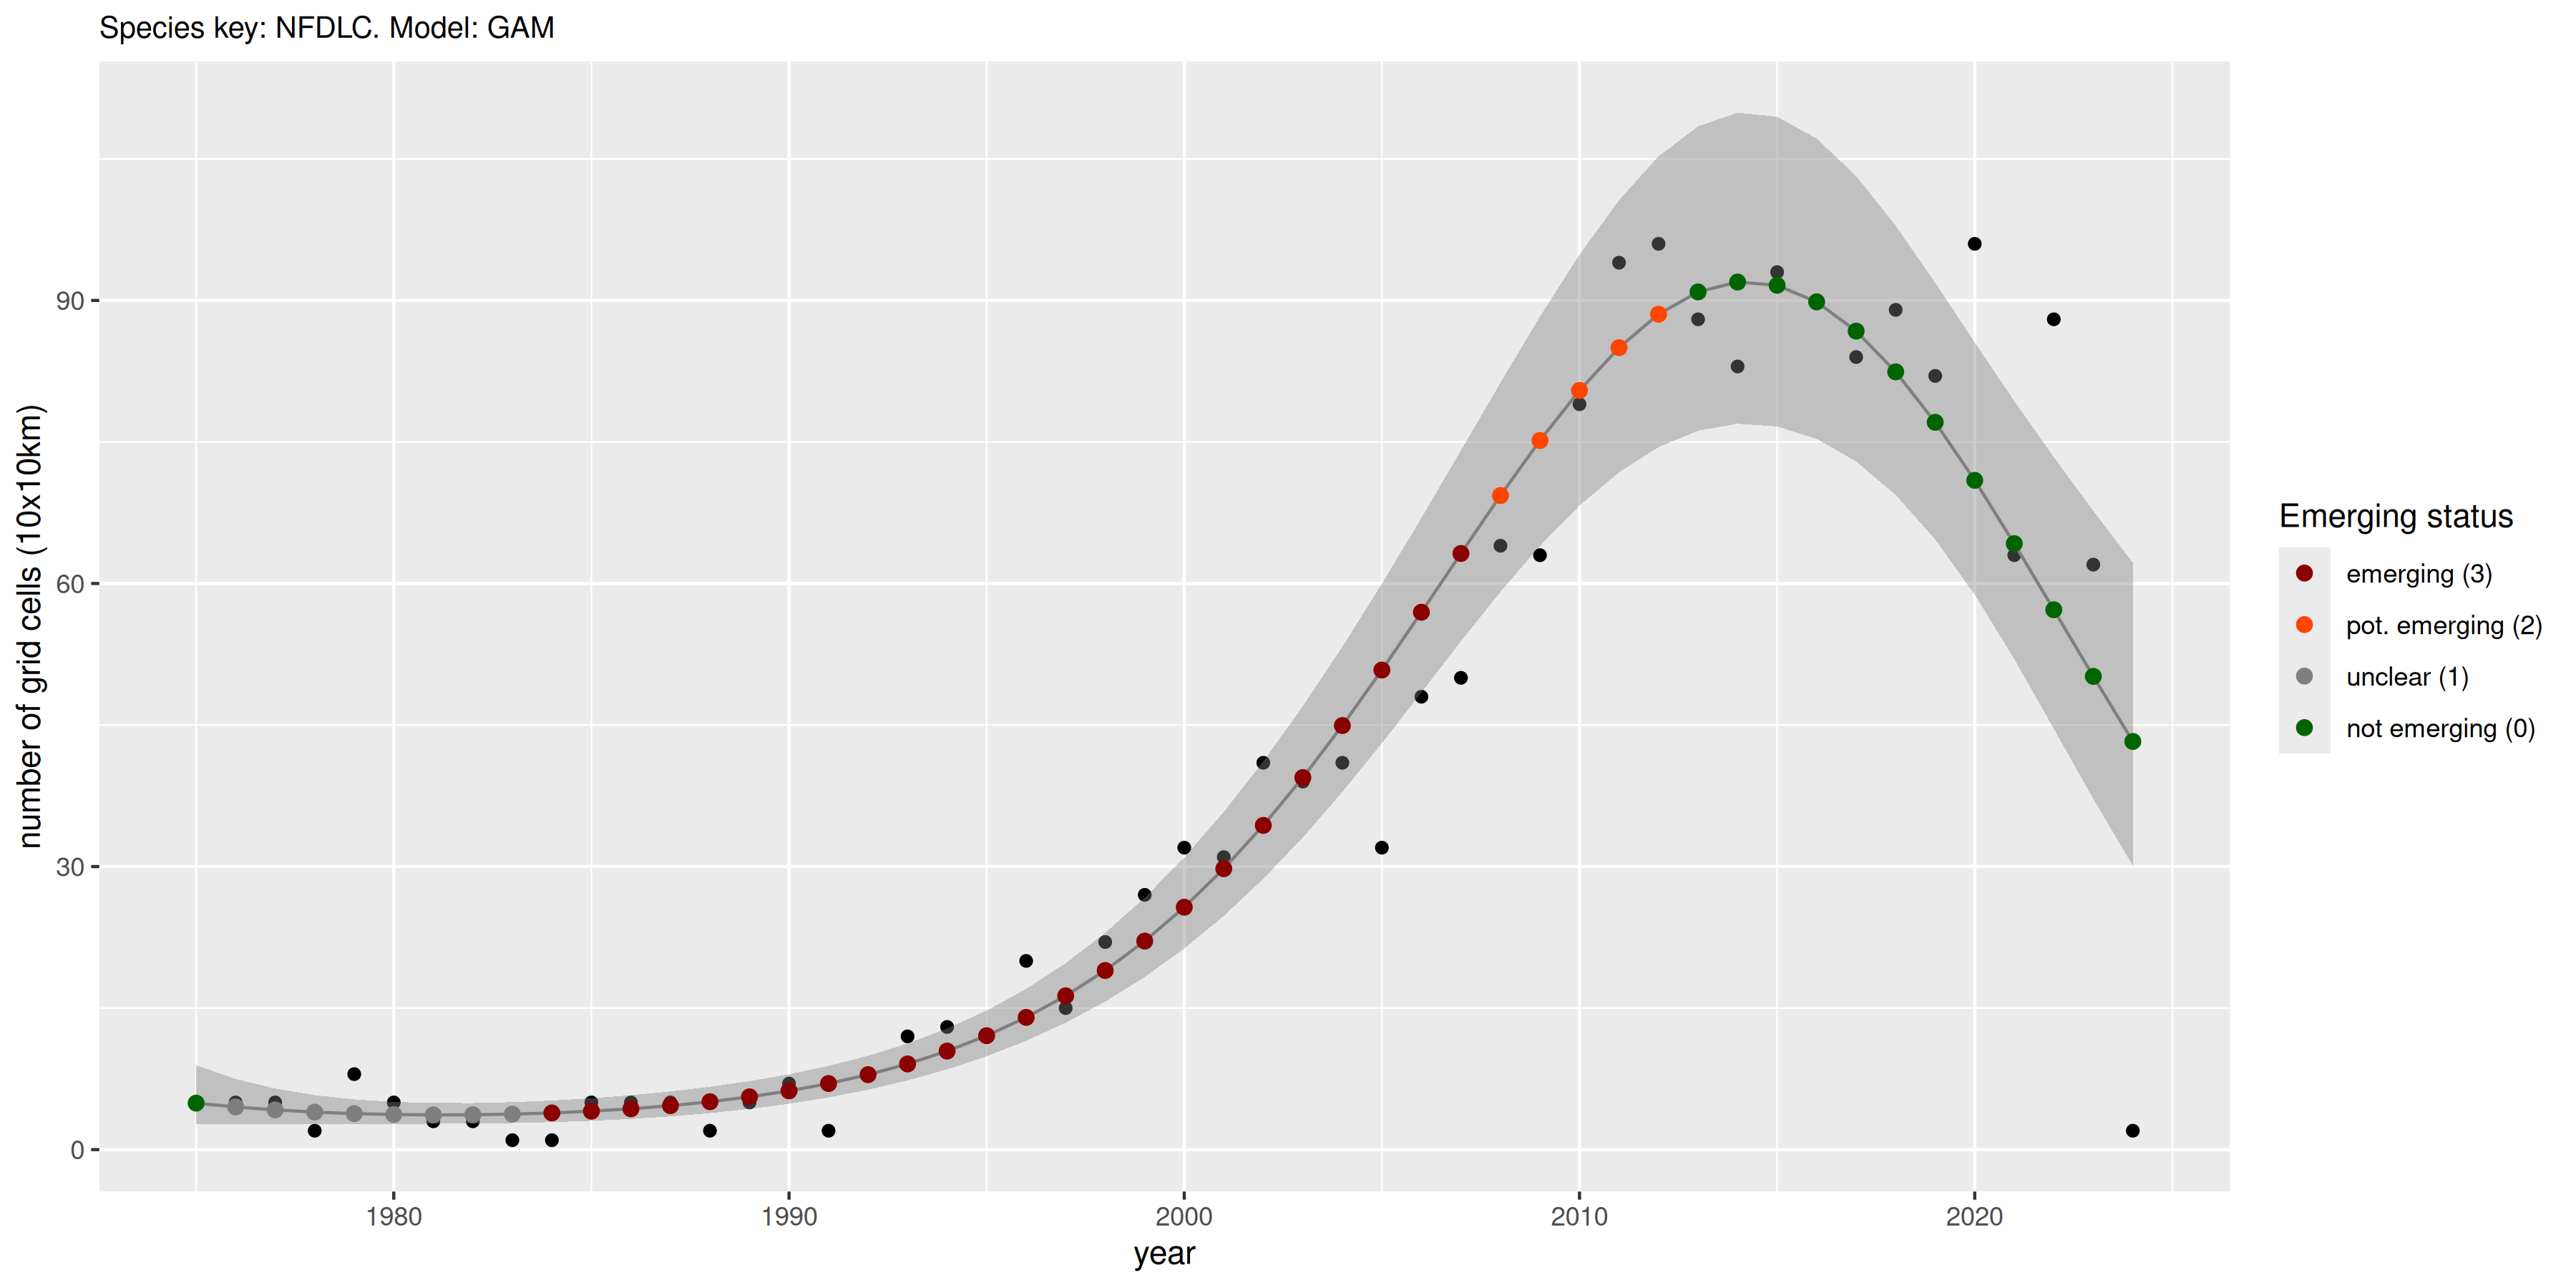 Species key: NFDLC. Model: GAM
number of grid cells (10x10km)
90
60
30
0
1980 1990 2000 2010 2020
year
Emerging status
emerging (3)
pot. emerging (2)
unclear (1)
not emerging (0)